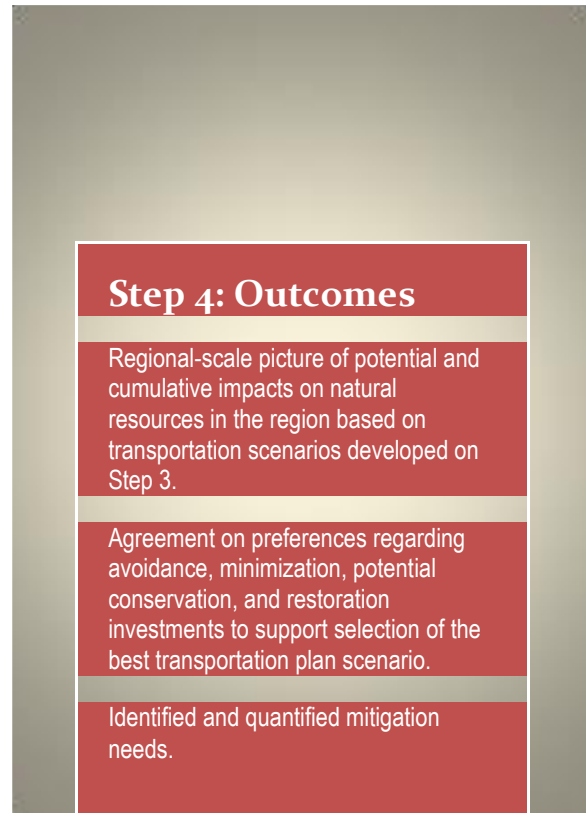 Step 4: Outcomes
Regional-scale picture of potential and
cumulative impacts on natural
resources in the region based on
transportation scenarios developed on
Step 3.
Agreement on preferences regarding
avoidance, minimization, potential
conservation, and restoration
investments to support selection of the
best transportation plan scenario.
Identified and quantified mitigation
needs.